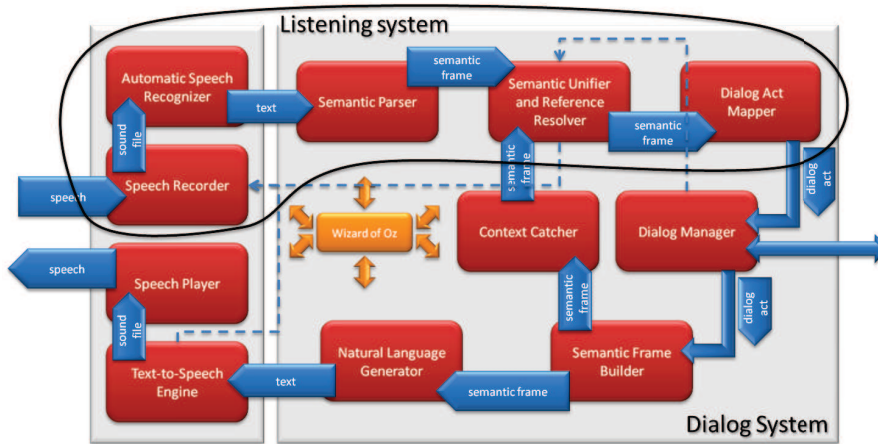 Listening system
Automatic Speech
Recognizer
text
Semantic Parser
semantic
frame
Semantic Unifier
and Reference
Resolver
semantic
frame
Dialog Act
Mapper
sound
file
speech
Speech Recorder
semantic
frame
dialog
act
Wizard of Oz
Context Catcher
Dialog Manager
speech
Speech Player
sound
file
semantic
frame
dialog
act
Text-to-Speech
Engine
text
Natural Language
Generator
semantic frame
Semantic Frame
Builder
Dialog System